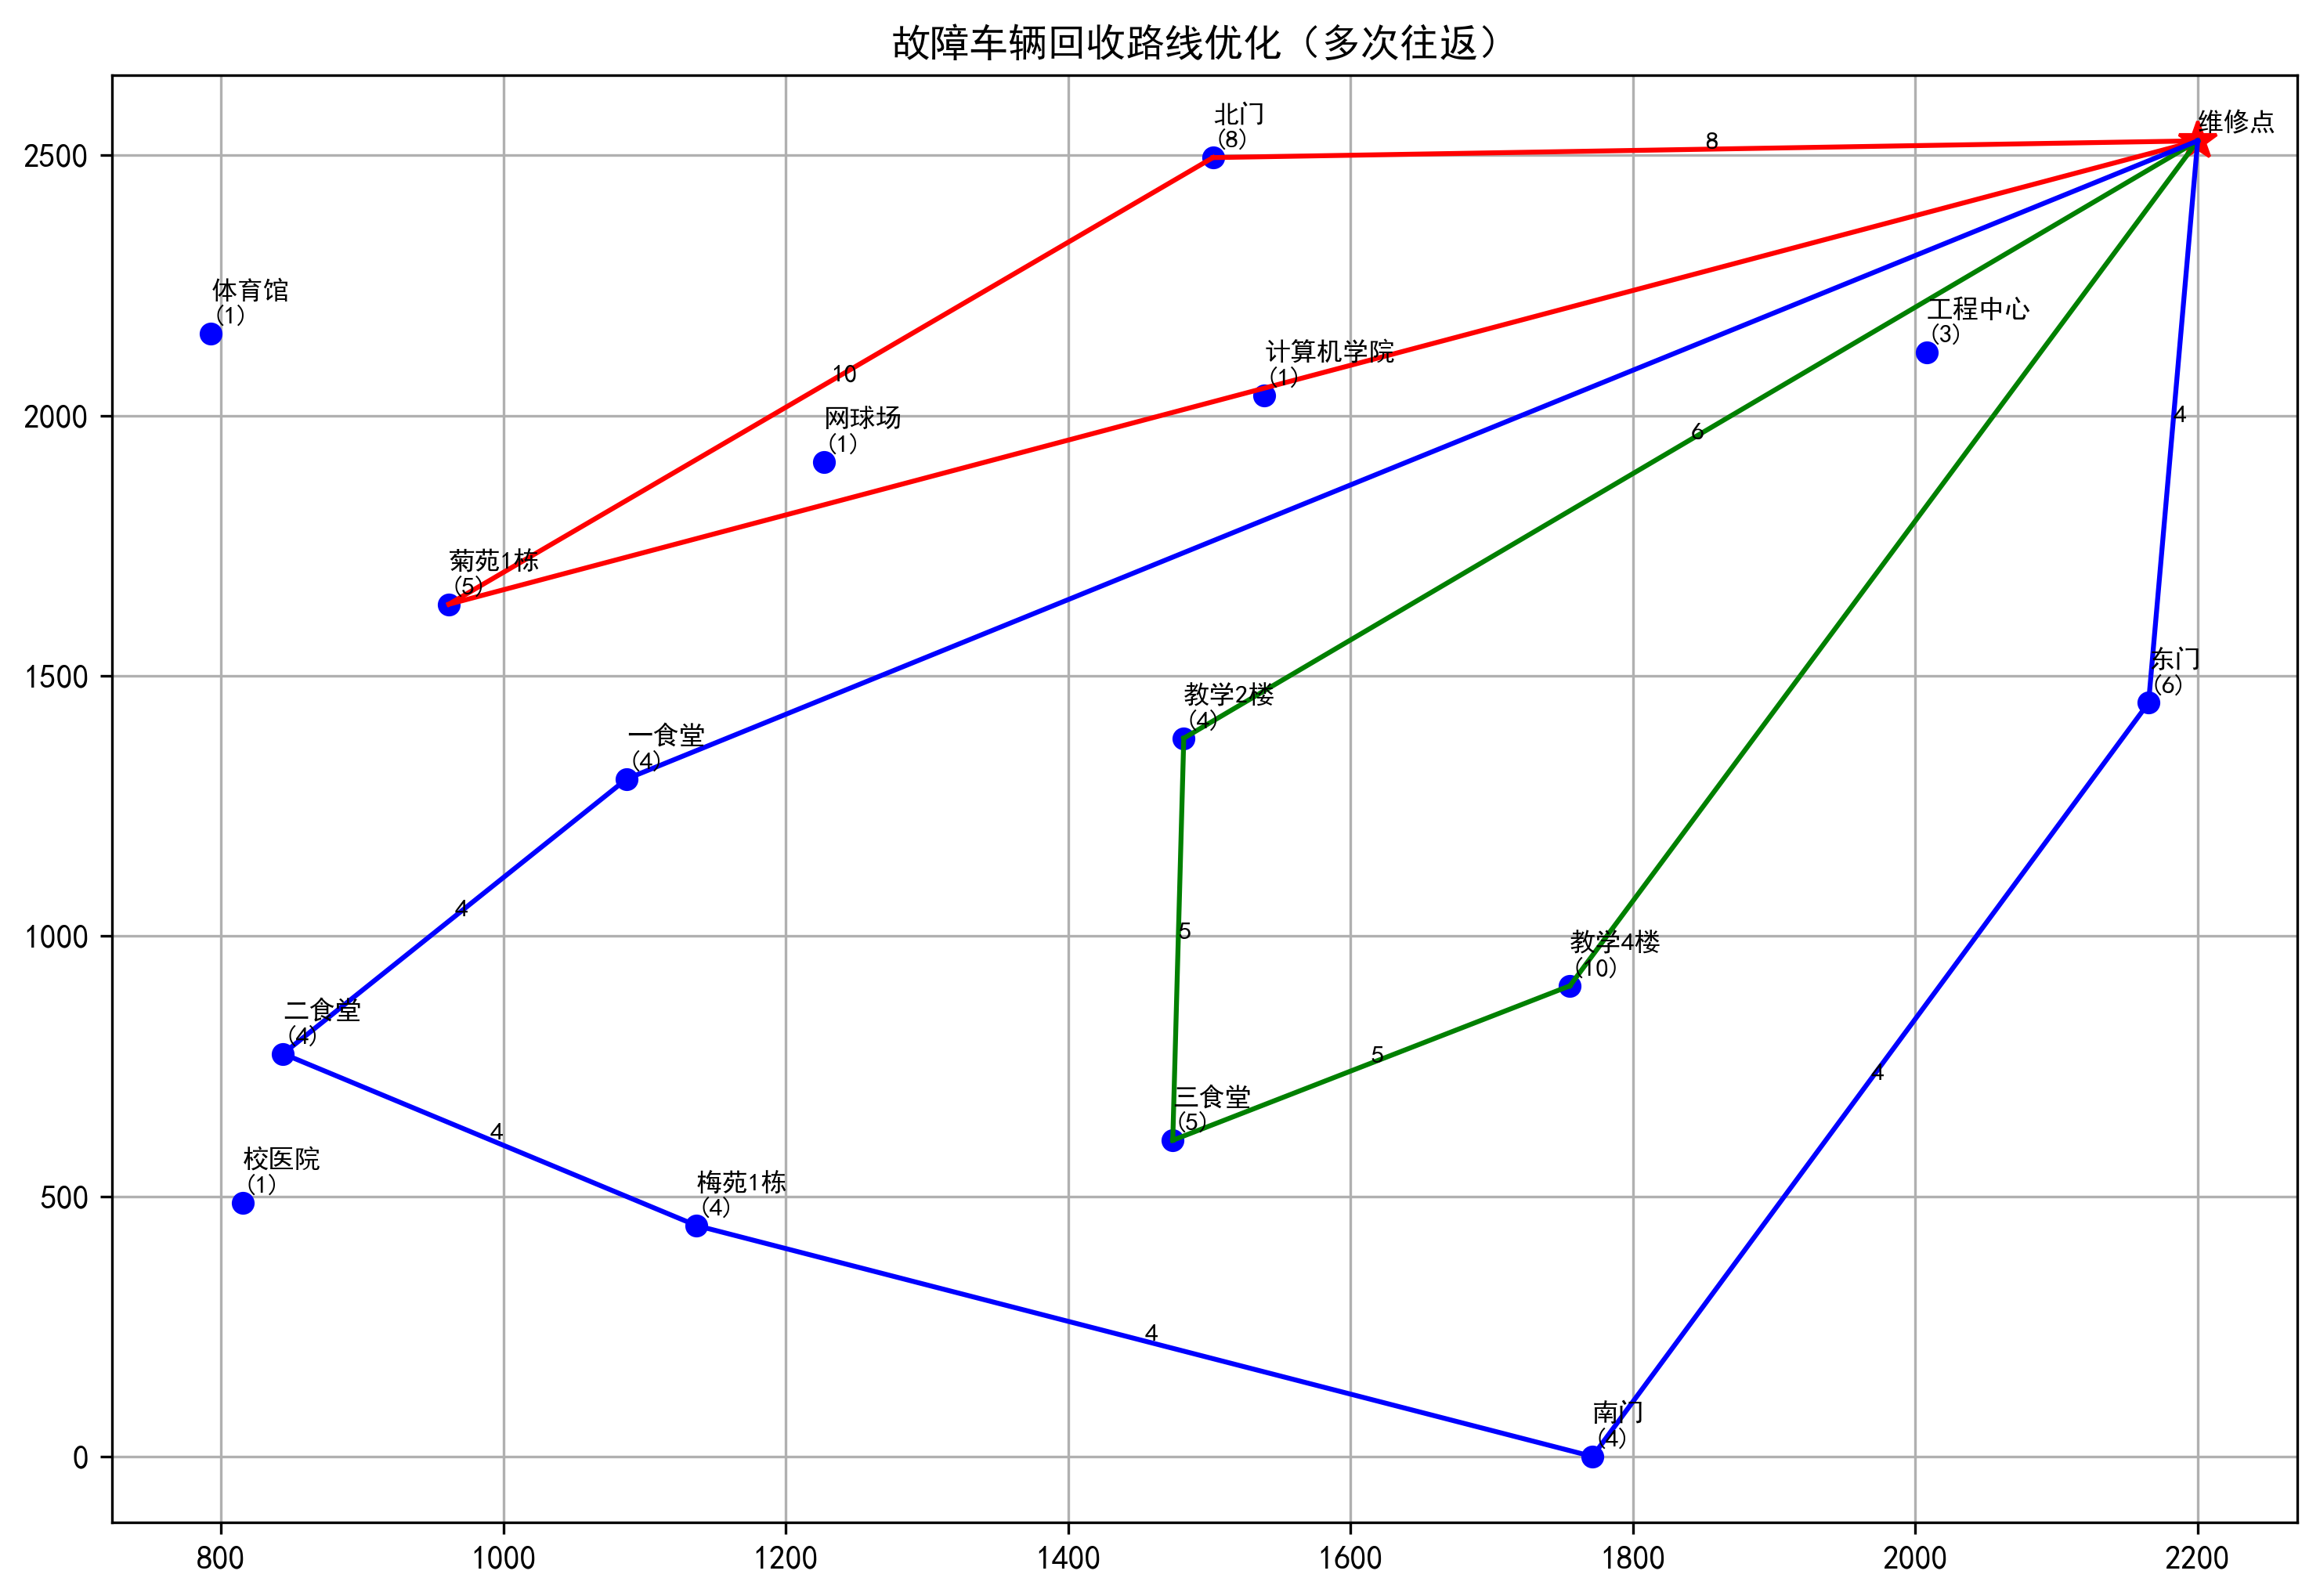 故障车辆回收路线优化（多次往返）
维修点
北门
(8)
8
体育馆
(1)
工程中心
(3)
计算机学院
(1)
10
网球场
(1)
6
4
菊苑1栋
(5)
东门
(6)
教学2楼
(4)
一食堂
(4)
4
5
教学4楼
(10)
二食堂
(4)
5
4
三食堂
(5)
4
校医院
(1)
梅苑1栋
(4)
4
南门
(4)
2500
2000
1500
1000
500
0
800
1000
1200
1400
1600
1800
2000
2200